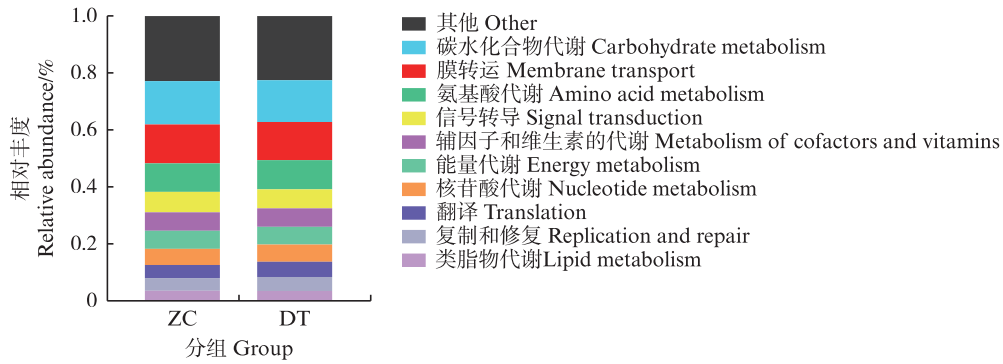 相对丰度
Relative abundance/%
1.0
0.8
0.6
0.4
0.2
0
ZC
DT
分组 Group
其他 Other
碳水化合物代谢 Carbohydrate metabolism
膜转运 Membrane transport
氨基酸代谢 Amino acid metabolism
信号转导 Signal transduction
辅因子和维生素的代谢 Metabolism of cofactors and vitamins
能量代谢 Energy metabolism
核苷酸代谢 Nucleotide metabolism
翻译 Translation
复制和修复 Replication and repair
类脂物代谢Lipid metabolism